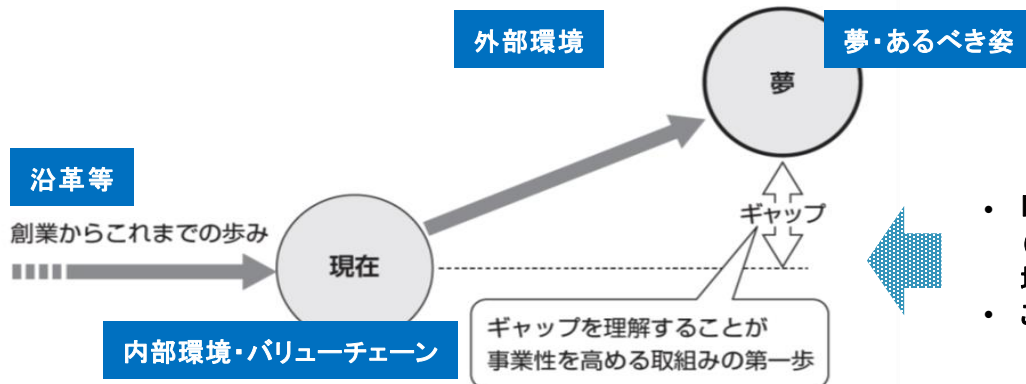 外部環境
夢・あるべき姿
夢
沿革等
創業からこれまでの歩み
現在
ギャップ
内部環境・バリューチェーン
ギャップを理解することが
事業性を高める取組みの第一歩